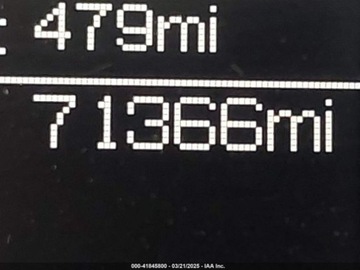 : 479mi
71366mi
000-41845800 - 03/21/2025 - IAA Inc.